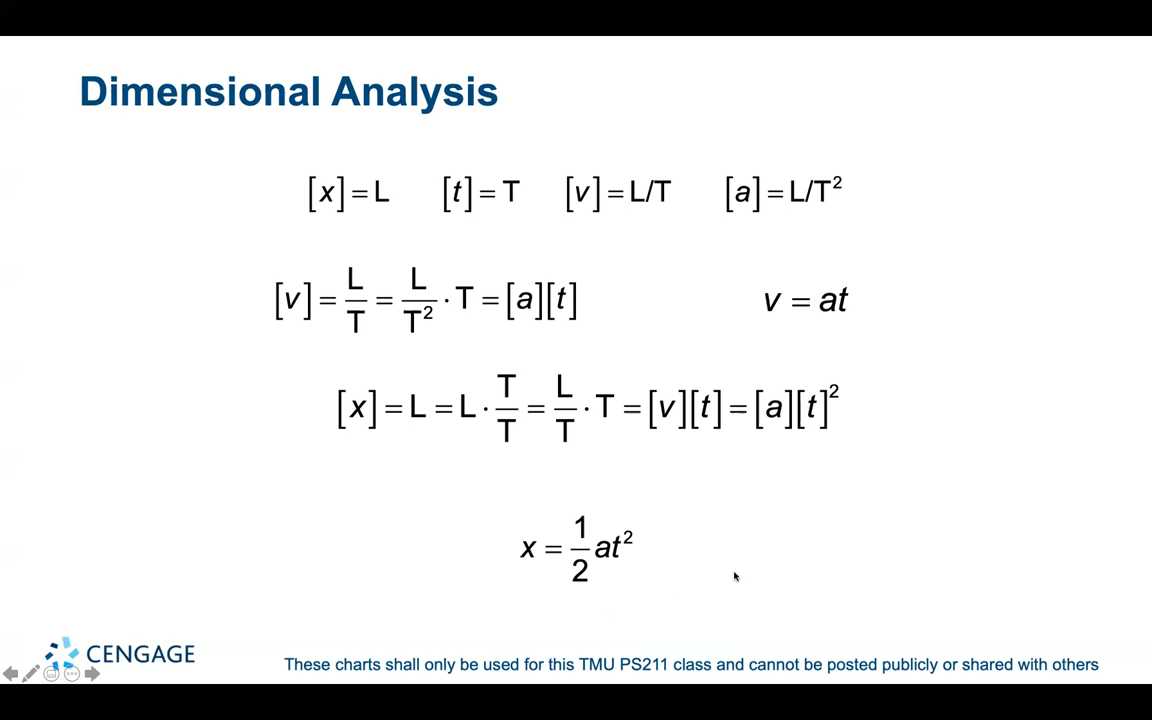 Dimensional Analysis
[x] = L [t] = T [v] = L/T [a] = L/T²
[v] = L/T = L/T² · T = [a][t] v = at
[x] = L = L · T/T = L/T · T = [v][t] = [a][t]²
x = 1/2 at²
CENGAGE
These charts shall only be used for this TMU PS211 class and cannot be posted publicly or shared with others